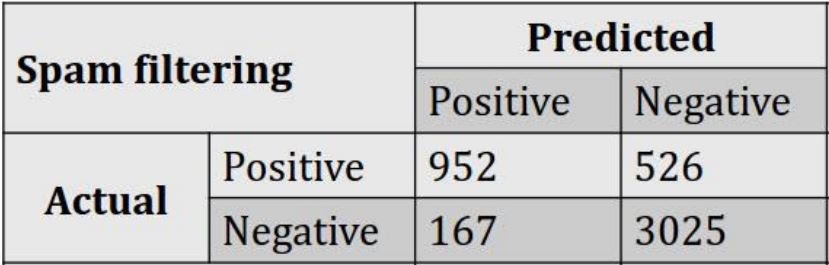 Spam filtering
Predicted
Positive Negative
Actual
Positive 952 526
Negative 167 3025